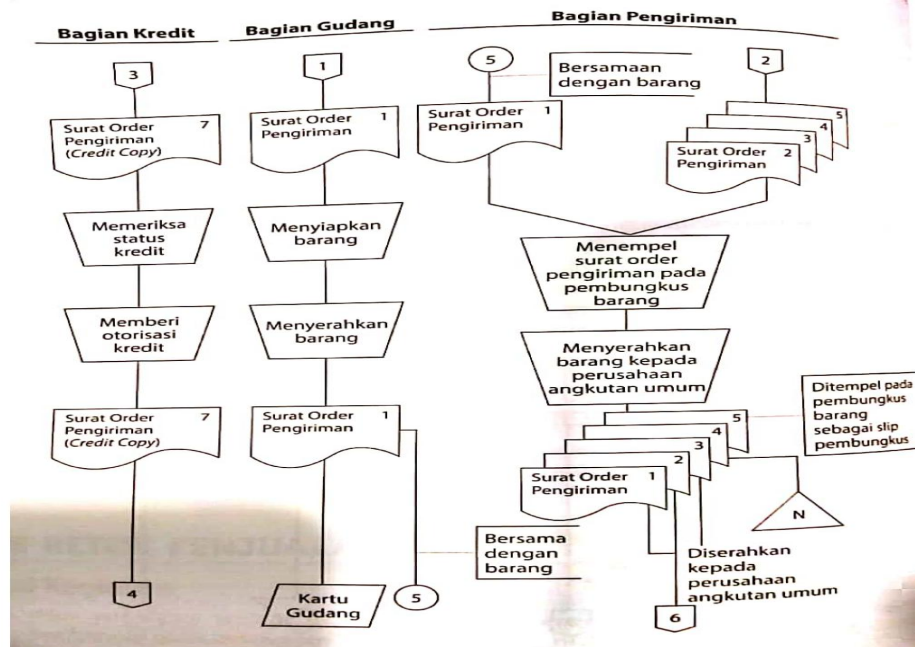 Bagian Kredit
Bagian Gudang
Bagian Pengiriman
3
Surat Order 7
Pengiriman
(Credit Copy)
Memeriksa
status
kredit
Memberi
otorisasi
kredit
Surat Order 7
Pengiriman
(Credit Copy)
4
1
Surat Order 1
Pengiriman
Menyiapkan
barang
Menyerahkan
barang
Surat Order 1
Pengiriman
Bersama
dengan
barang
Kartu
Gudang
5
5
Bersamaan
dengan barang
2
Surat Order 1
Pengiriman
5
4
3
Surat Order 2
Pengiriman
Menempel
surat order
pengiriman pada
pembungkus
barang
Menyerahkan
barang kepada
perusahaan
angkutan umum
Ditempel pada
pembungkus
barang
sebagai slip
pembungkus
5
4
3
2
Surat Order 1
Pengiriman
N
Diserahkan
kepada
perusahaan
angkutan umum
6